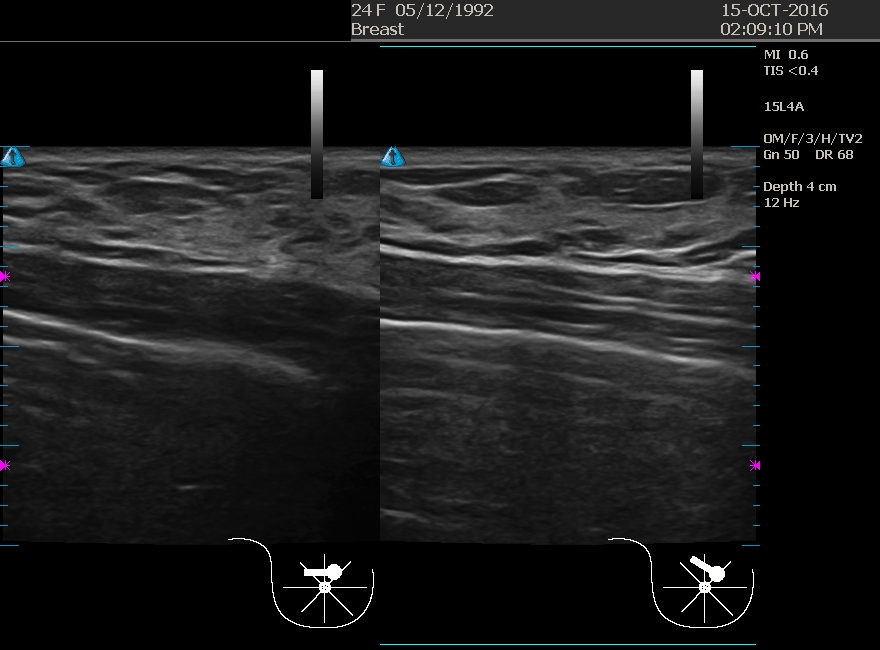 24 F 05/12/1992
15-OCT-2016
Breast
02:09:10 PM
MI 0.6
TIS <0.4
15L4A
OM/F/3/H/TV2
Gn 50 DR 68
Depth 4 cm
12 Hz